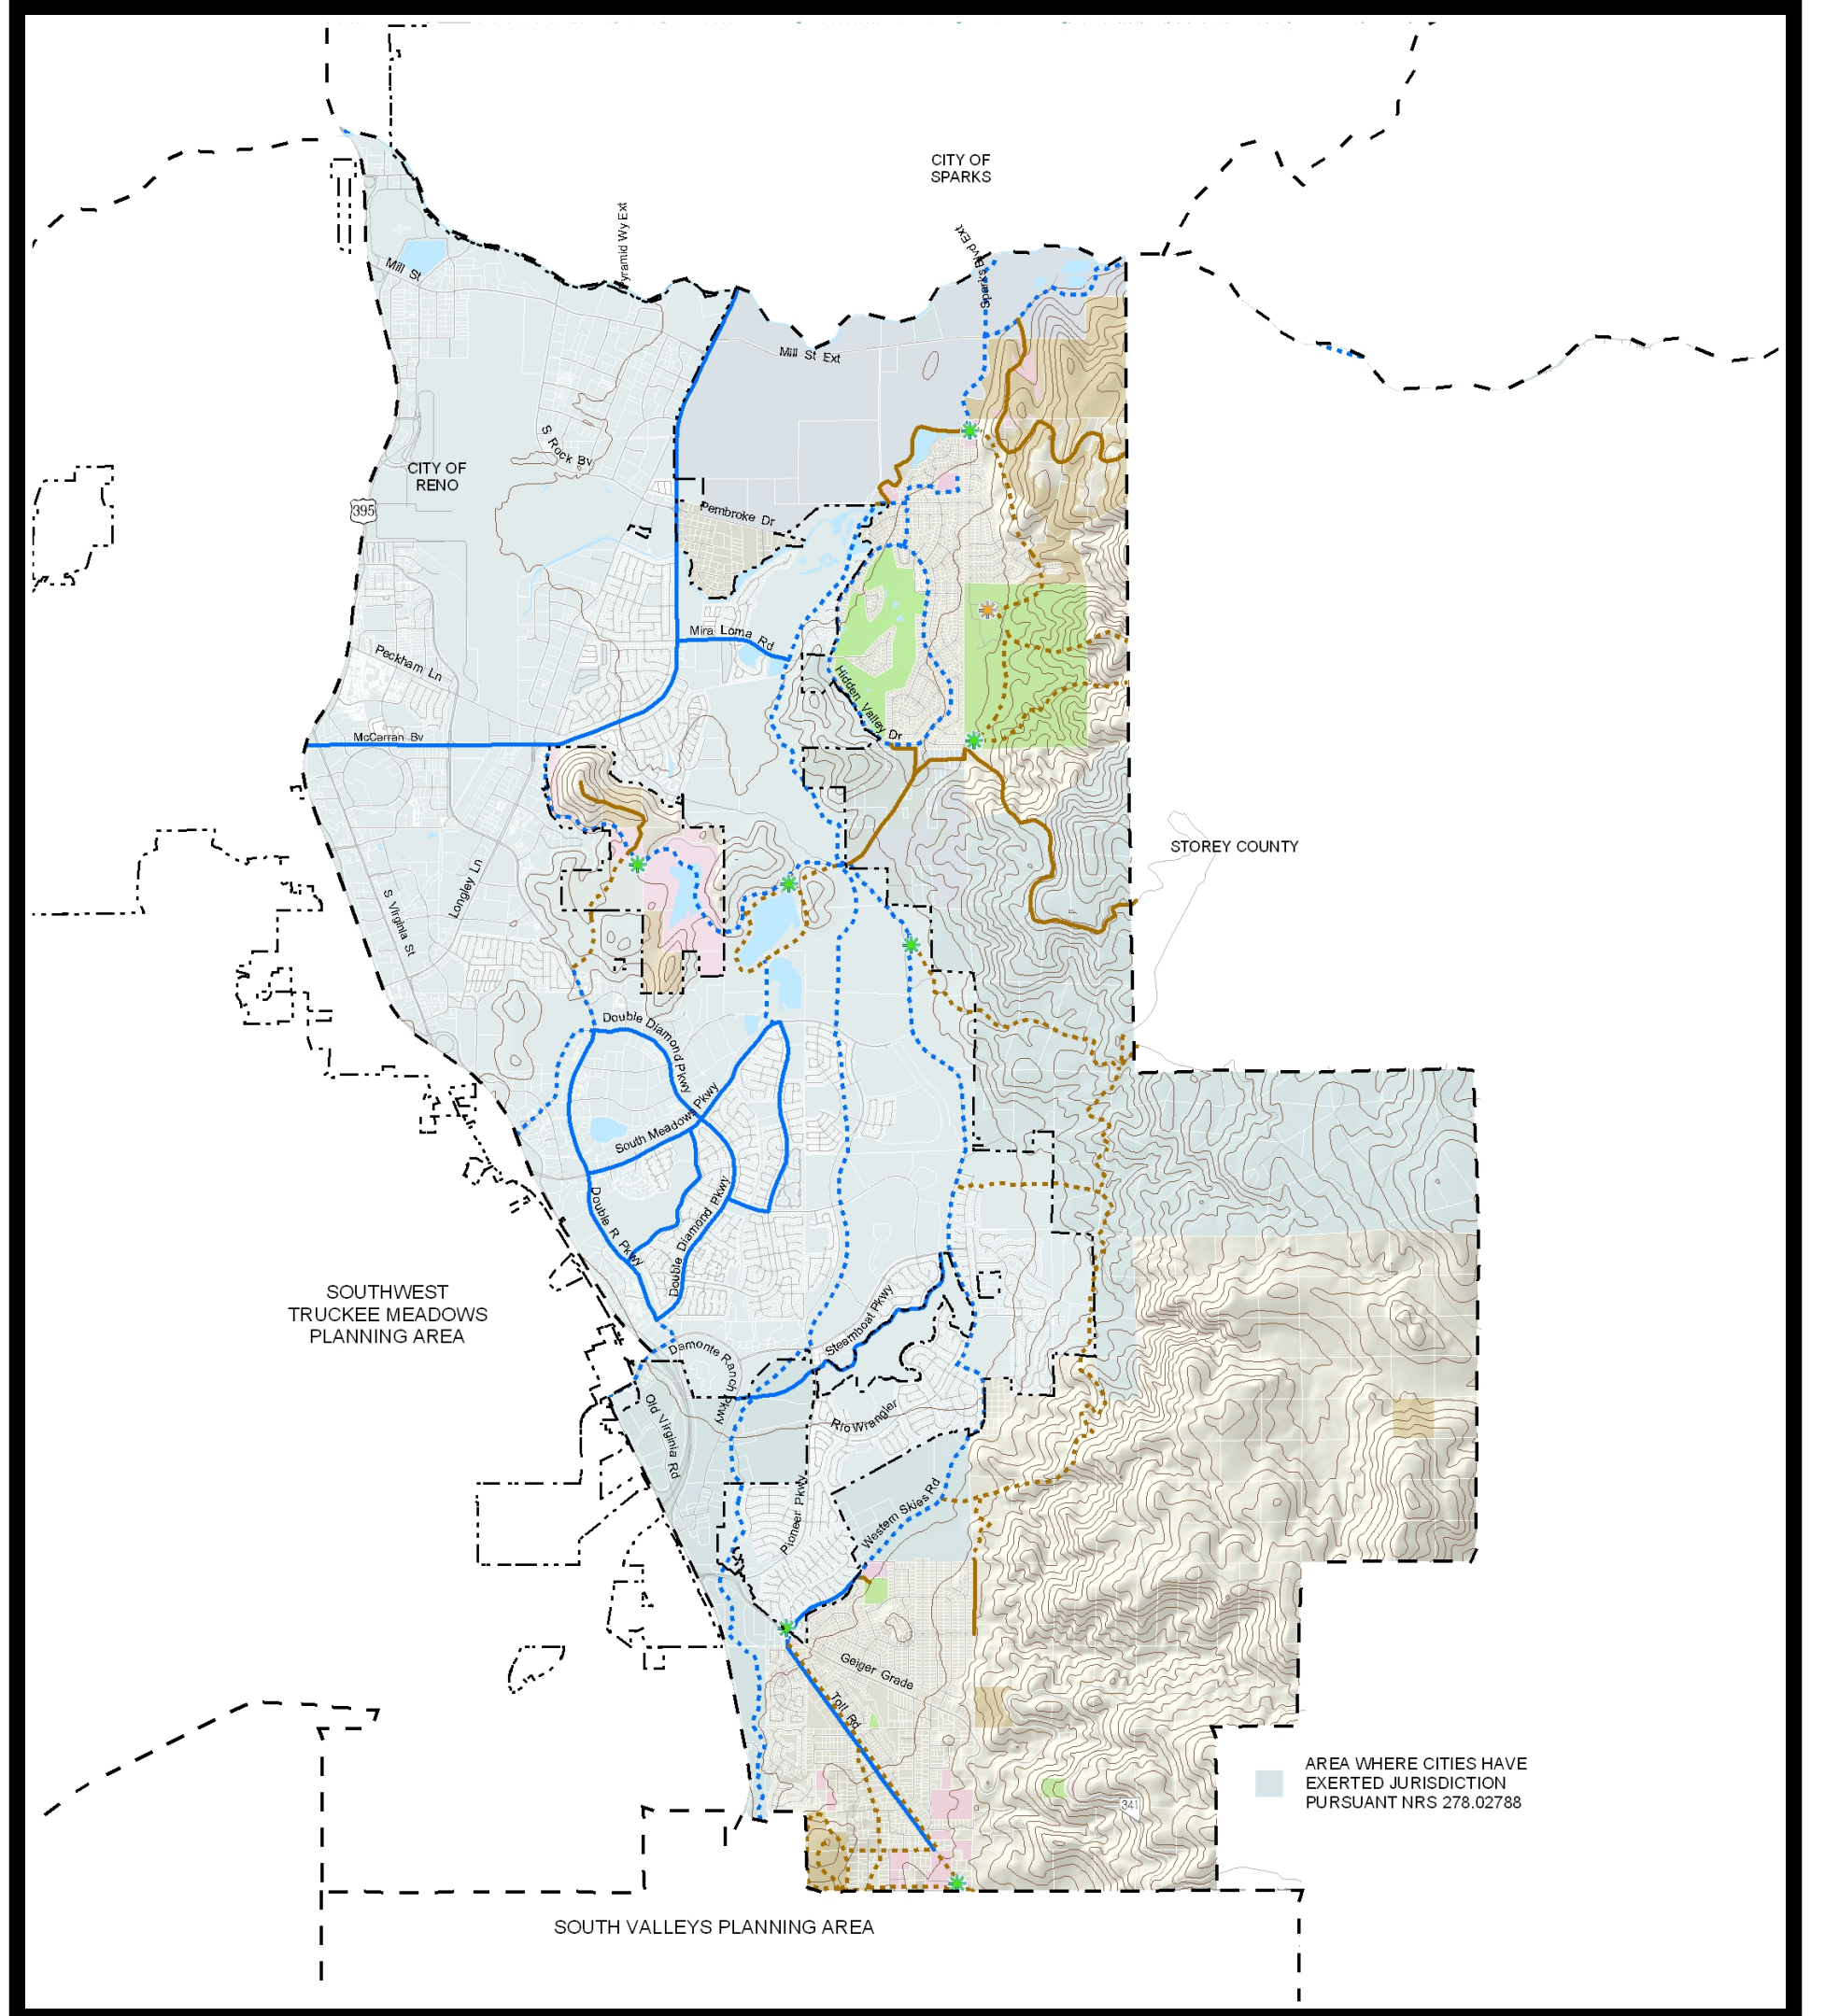 CITY OF
SPARKS
yramid Wy Ext
Sparks Blvd Ext
Mill St
Mill St Ext
S Rock Bv
CITY OF
RENO
395
Pembroke Dr
Mira Loma Rd
Peckham Ln
Hidden Valley Dr
McCarran Bv
STOREY COUNTY
Longley Ln
S Virginia St
Double Diamond Pkwy
South Meadows Pkwy
Double R Pkwy
Double Diamond Pkwy
SOUTHWEST
TRUCKEE MEADOWS
PLANNING AREA
Steamboat Pkwy
Damonte Ranch Pkwy
Old Virginia Rd
Rio Wrangler
Pioneer Pkwy
Western Skies Rd
Geiger Grade
Toll Rd
341
AREA WHERE CITIES HAVE
EXERTED JURISDICTION
PURSUANT NRS 278.02788
SOUTH VALLEYS PLANNING AREA